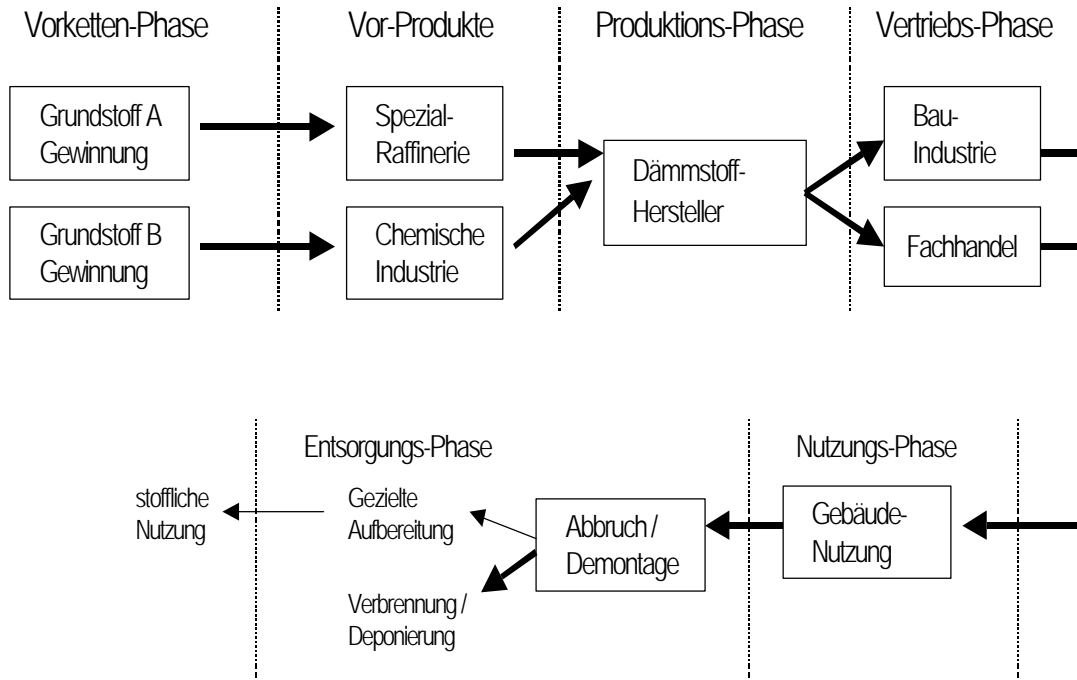 Vorketten-Phase
Vor-Produkte
Produktions-Phase
Vertriebs-Phase
Grundstoff A
Gewinnung
Spezial-
Raffinerie
Bau-
Industrie
Dämmstoff-
Hersteller
Grundstoff B
Gewinnung
Chemische
Industrie
Fachhandel
Entsorgungs-Phase
Nutzungs-Phase
stoffliche
Nutzung
Gezielte
Aufbereitung
Abbruch /
Demontage
Gebäude-
Nutzung
Verbrennung /
Deponierung